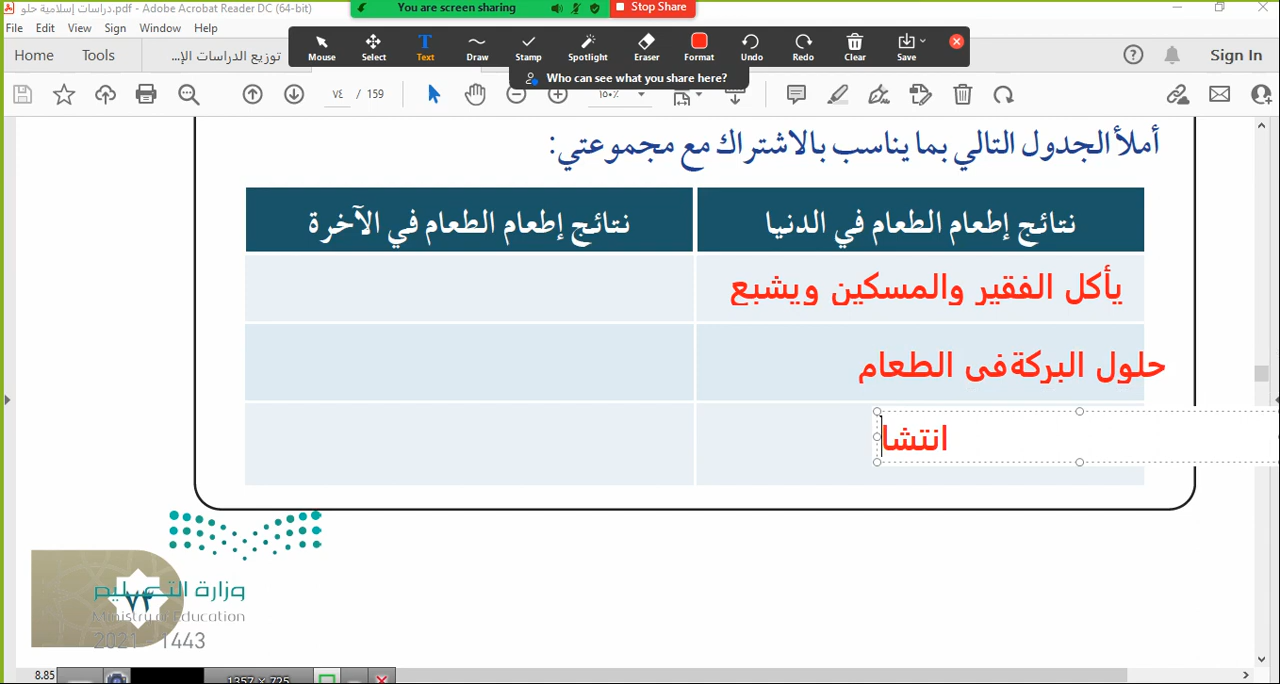 دراسات إسلامية حلو.pdf - Adobe Acrobat Reader DC (64-bit)
You are screen sharing
Stop Share
File Edit View Sign Window Help
Home Tools توزيع الدراسات الإ...
Mouse Select Text Draw Stamp Spotlight Eraser Format Undo Redo Clear Save
Sign In
Who can see what you share here?
٧٤ / 159
١٥٠٪
أملأ الجدول التالي بما يناسب بالاشتراك مع مجموعتي:
نتائج إطعام الطعام في الدنيا
نتائج إطعام الطعام في الآخرة
يأكل الفقير والمسكين ويشبع
حلول البركة فى الطعام
انتشا
وزارة التعليم
٧٣
Ministry of Education
2021 - 1443
8.85
1357 × 725